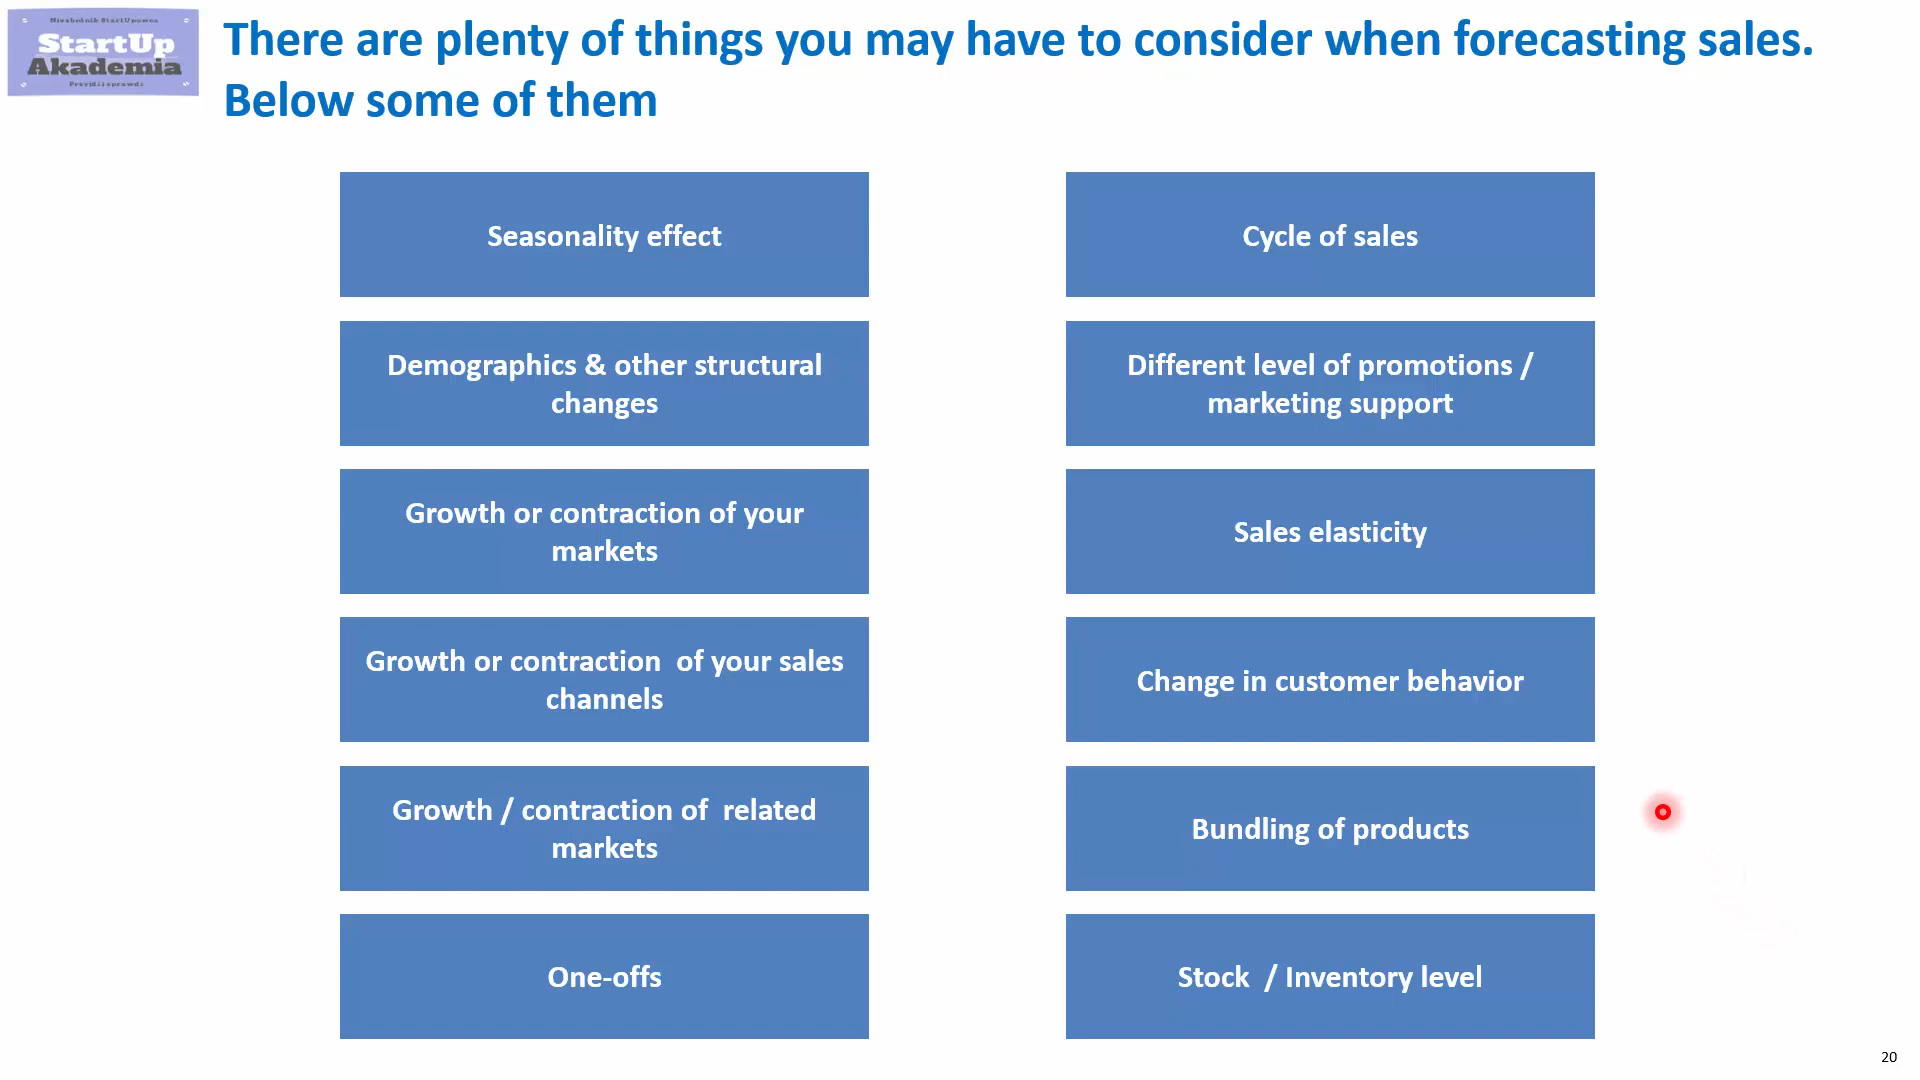 Niezbednik StartUpowca
StartUp
Akademia
There are plenty of things you may have to consider when forecasting sales.
Below some of them
Seasonality effect
Cycle of sales
Demographics & other structural
changes
Different level of promotions /
marketing support
Growth or contraction of your
markets
Sales elasticity
Growth or contraction  of your sales
channels
Change in customer behavior
Growth / contraction of  related
markets
Bundling of products
One-offs
Stock  / Inventory level
20